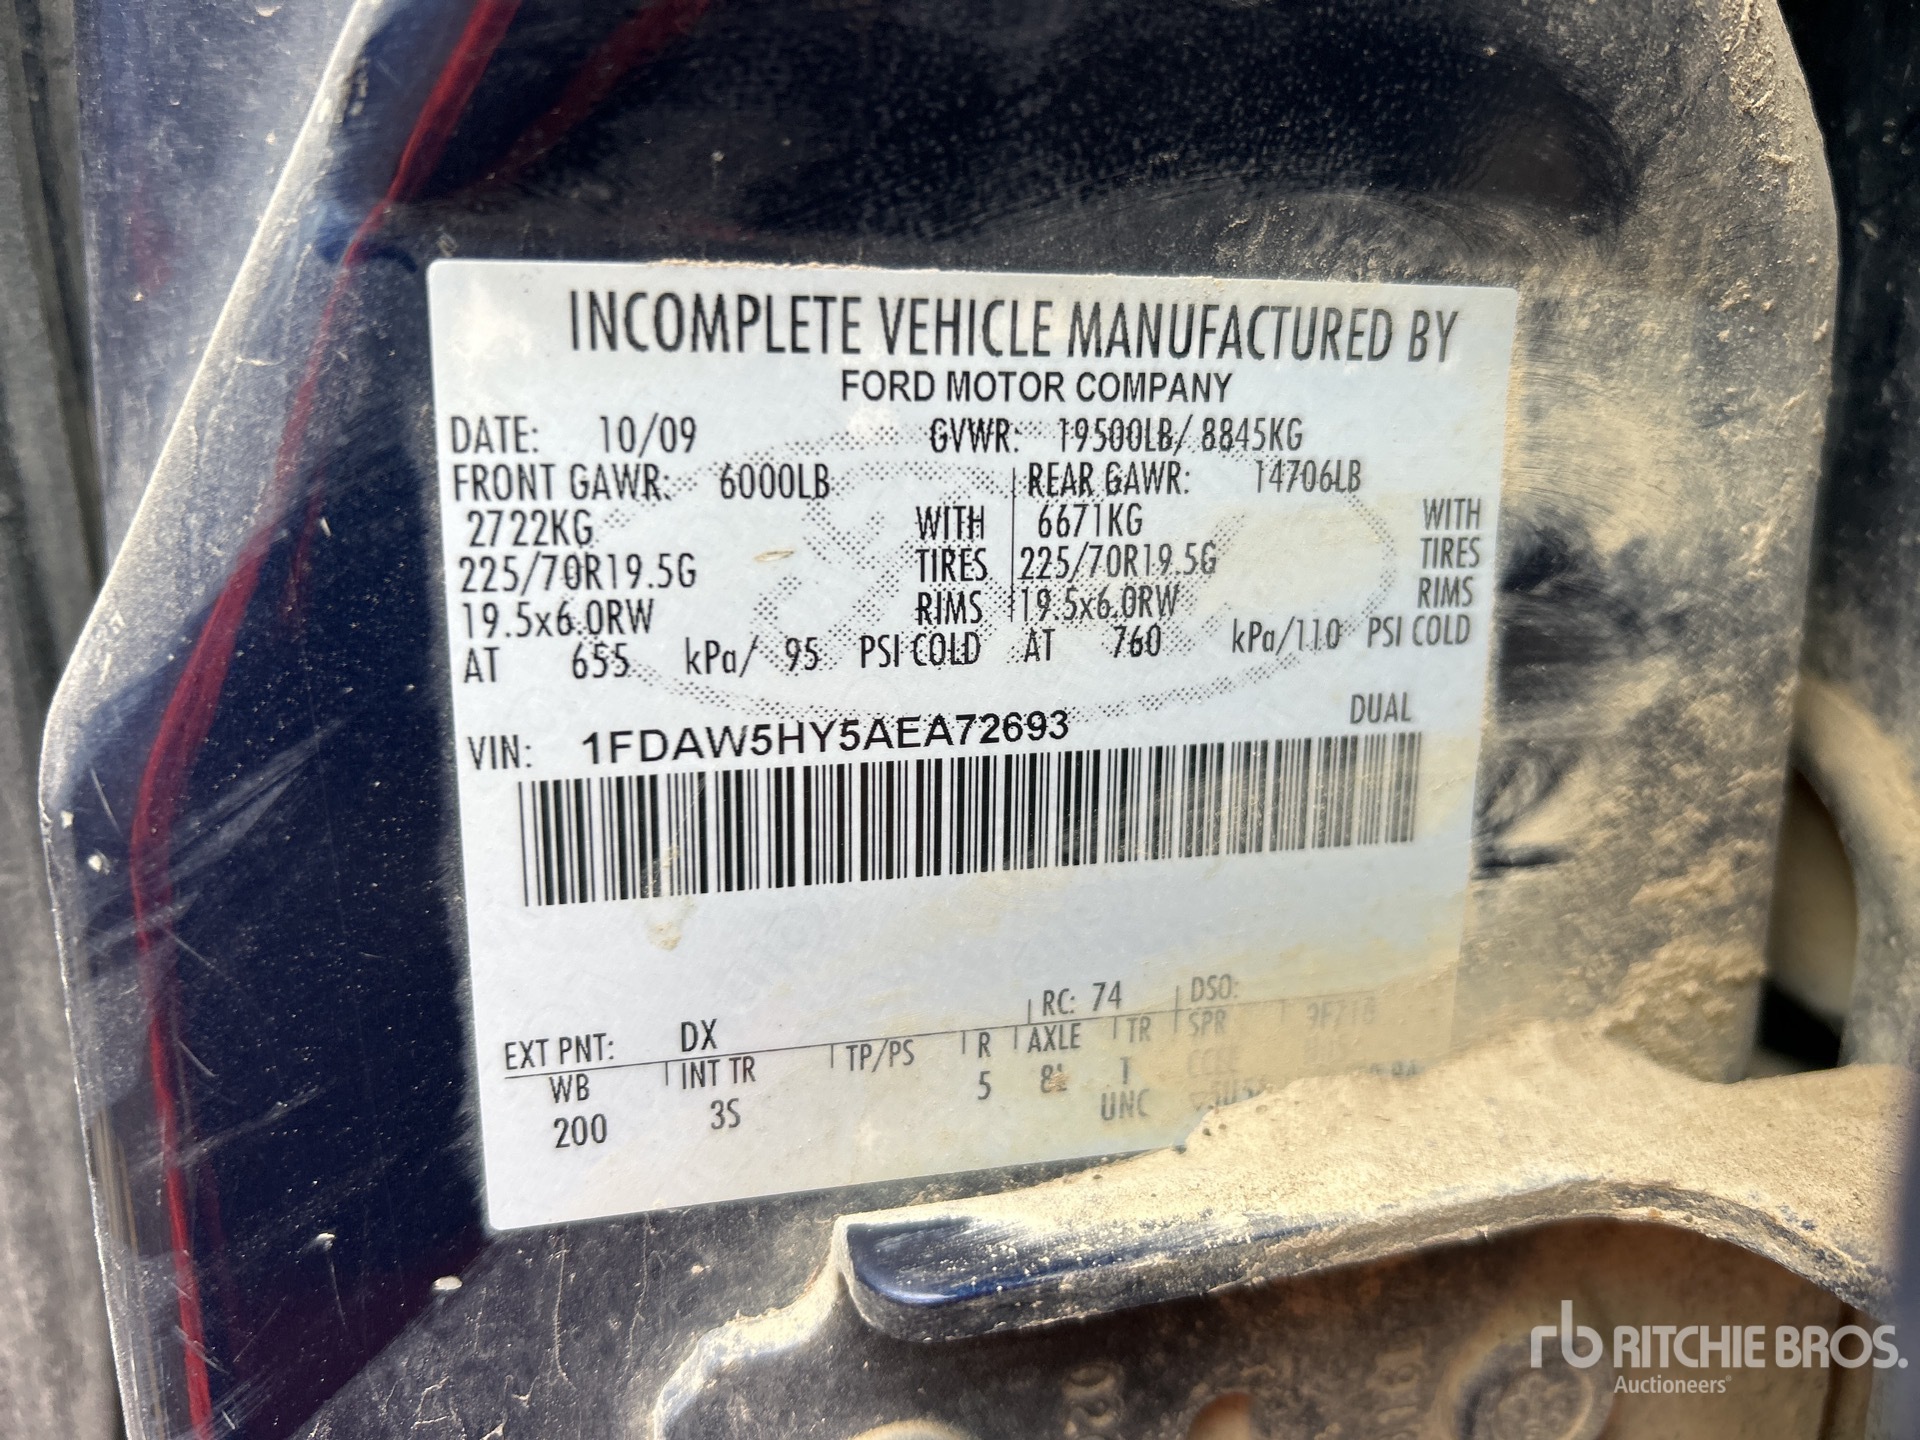 INCOMPLETE VEHICLE MANUFACTURED BY
FORD MOTOR COMPANY
DATE: 10/09 GVWR: 19500LB/ 8845KG
FRONT GAWR: 6000LB REAR GAWR: 14706LB
2722KG WITH 6671KG WITH
225/70R19.5G TIRES 225/70R19.5G TIRES
19.5x6.0RW RIMS 19.5x6.0RW RIMS
AT 655 kPa/ 95 PSI COLD AT 760 kPa/110 PSI COLD
VIN: 1FDAW5HY5AEA72693 DUAL
EXT PNT: DX RC: 74 DSO:
WB INT TR TP/PS R AXLE TR SPR
200 3S 5 8L T
UNC
rb RITCHIE BROS.
Auctioneers